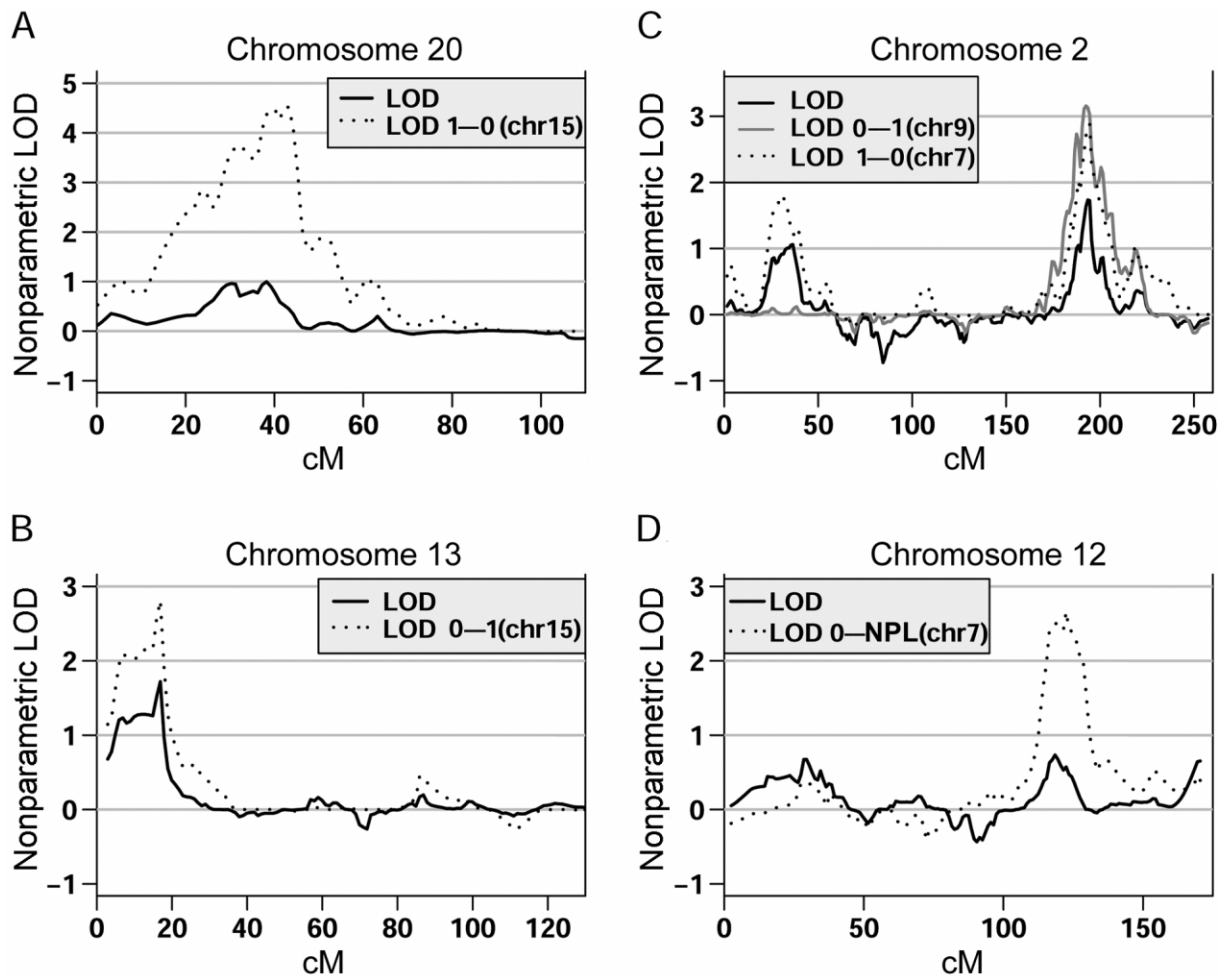 A
Chromosome 20
Nonparametric LOD
5
4
3
2
1
0
−1
LOD
LOD 1—0 (chr15)
0 20 40 60 80 100
cM
C
Chromosome 2
Nonparametric LOD
3
2
1
0
−1
LOD
LOD 0—1(chr9)
LOD 1—0(chr7)
0 50 100 150 200 250
cM
B
Chromosome 13
Nonparametric LOD
3
2
1
0
−1
LOD
LOD 0—1(chr15)
0 20 40 60 80 100 120
cM
D
Chromosome 12
Nonparametric LOD
3
2
1
0
−1
LOD
LOD 0—NPL(chr7)
0 50 100 150
cM